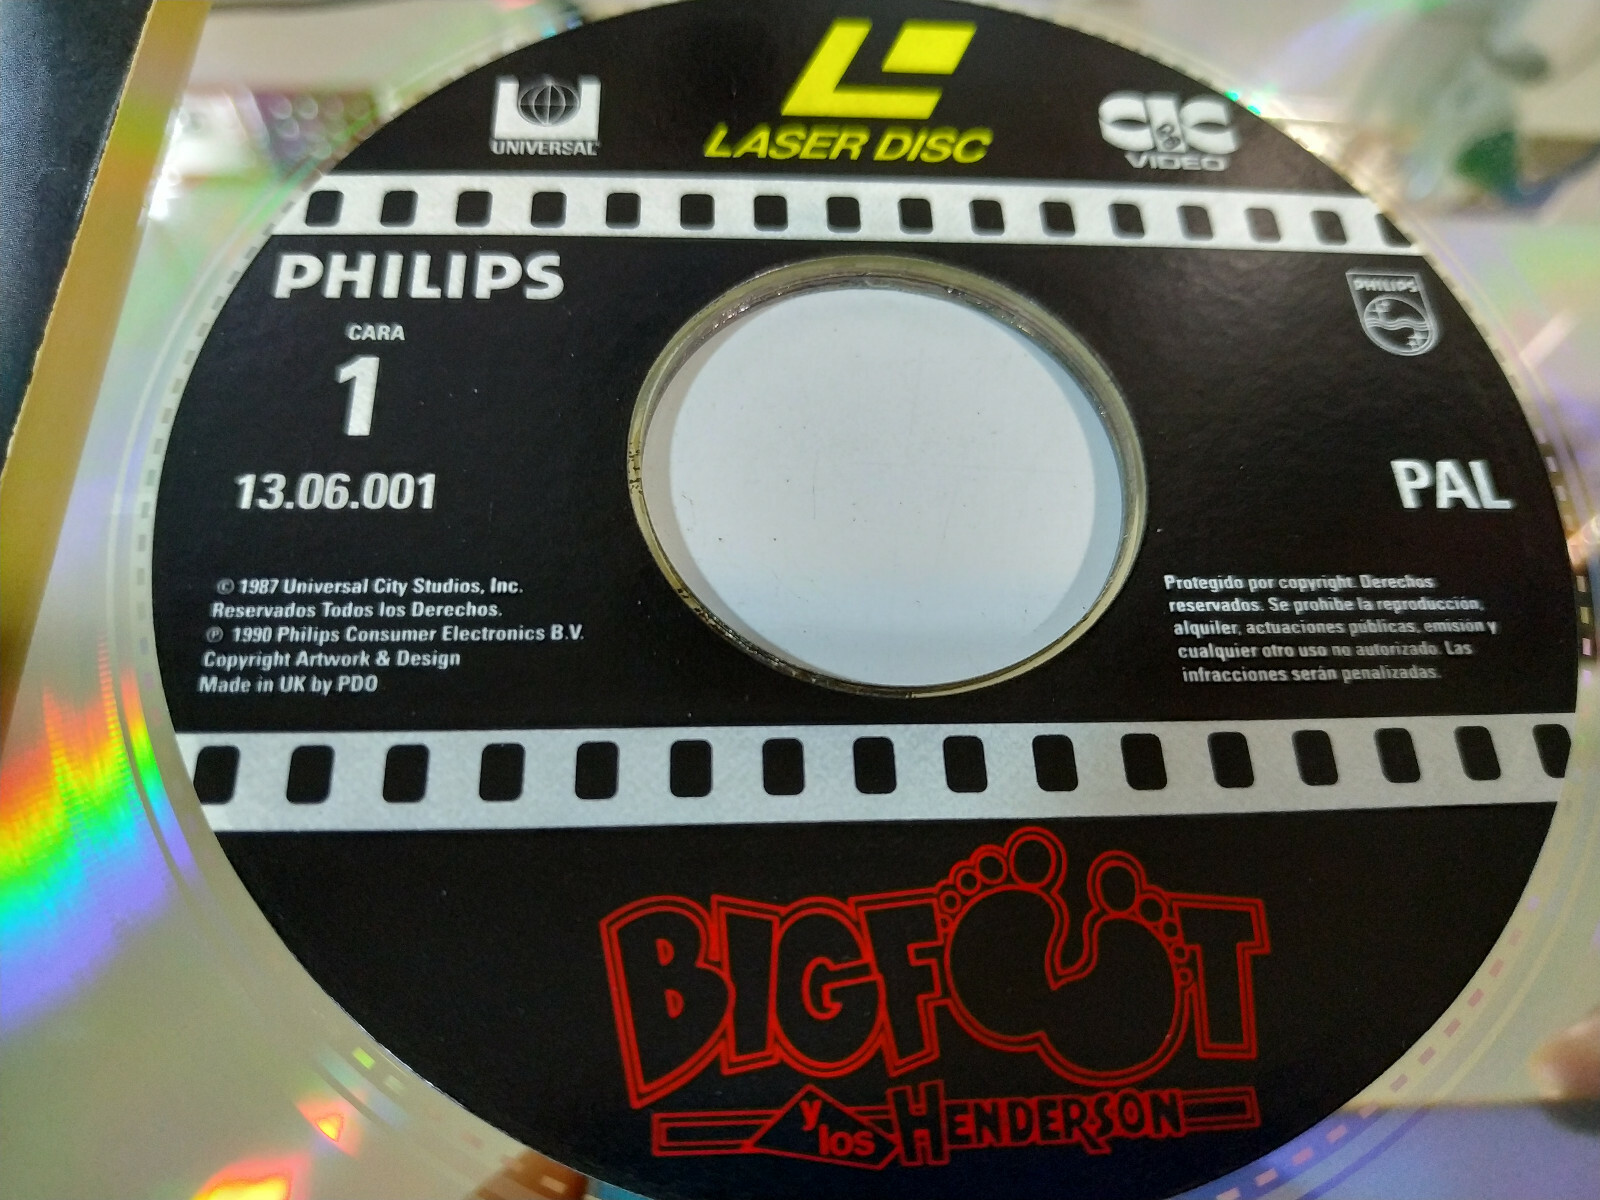 UNIVERSAL
LASER DISC
CIC
&
VIDEO
PHILIPS
PHILIPS
CARA
1
13.06.001
PAL
© 1987 Universal City Studios, Inc.
Reservados Todos los Derechos.
℗ 1990 Philips Consumer Electronics B.V.
Copyright Artwork & Design
Made in UK by PDO
Protegido por copyright. Derechos
reservados. Se prohibe la reproducción,
alquiler, actuaciones públicas, emisión y
cualquier otro uso no autorizado. Las
infracciones serán penalizadas.
BIGFOOT
y los HENDERSON